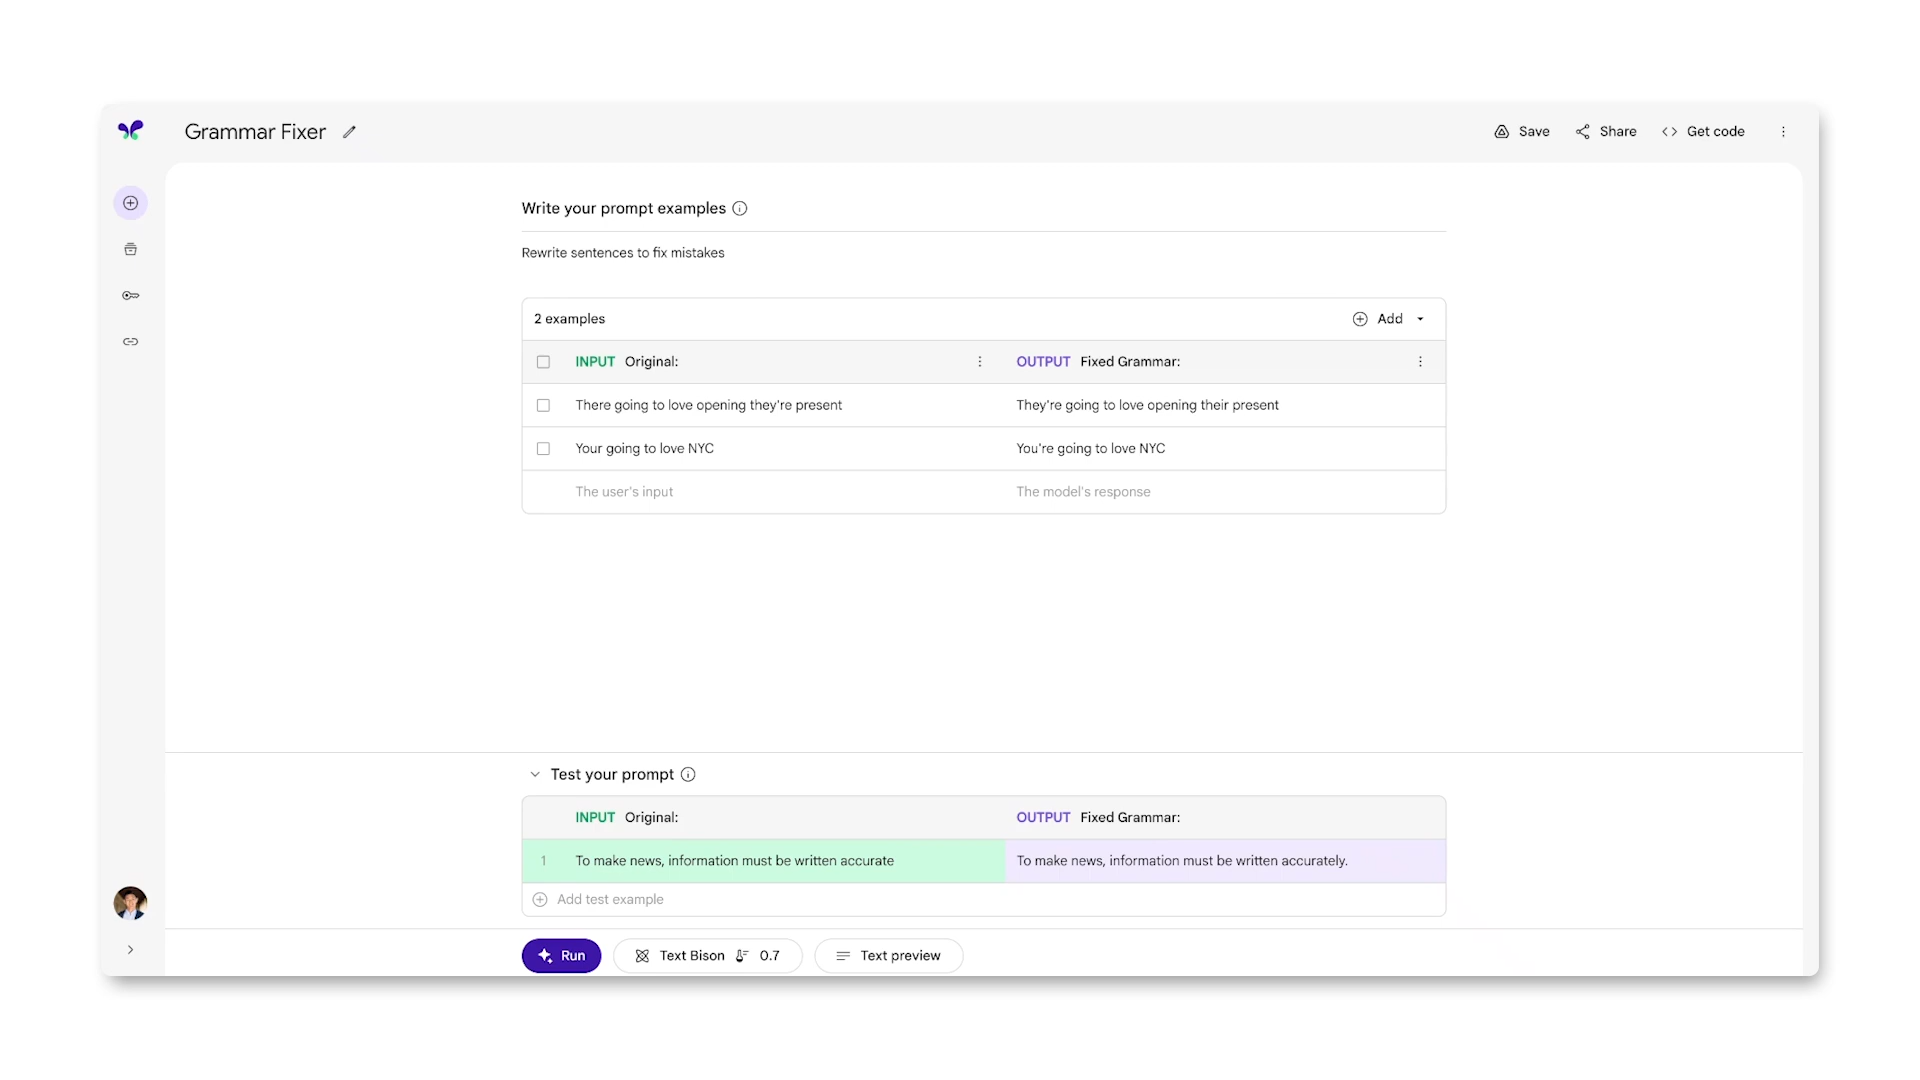 Grammar Fixer
Save
Share
Get code
Write your prompt examples
Rewrite sentences to fix mistakes
2 examples
Add
INPUT Original:
OUTPUT Fixed Grammar:
There going to love opening they're present
They're going to love opening their present
Your going to love NYC
You're going to love NYC
The user's input
The model's response
Test your prompt
INPUT Original:
OUTPUT Fixed Grammar:
1 To make news, information must be written accurate
To make news, information must be written accurately.
Add test example
Run
Text Bison 0.7
Text preview